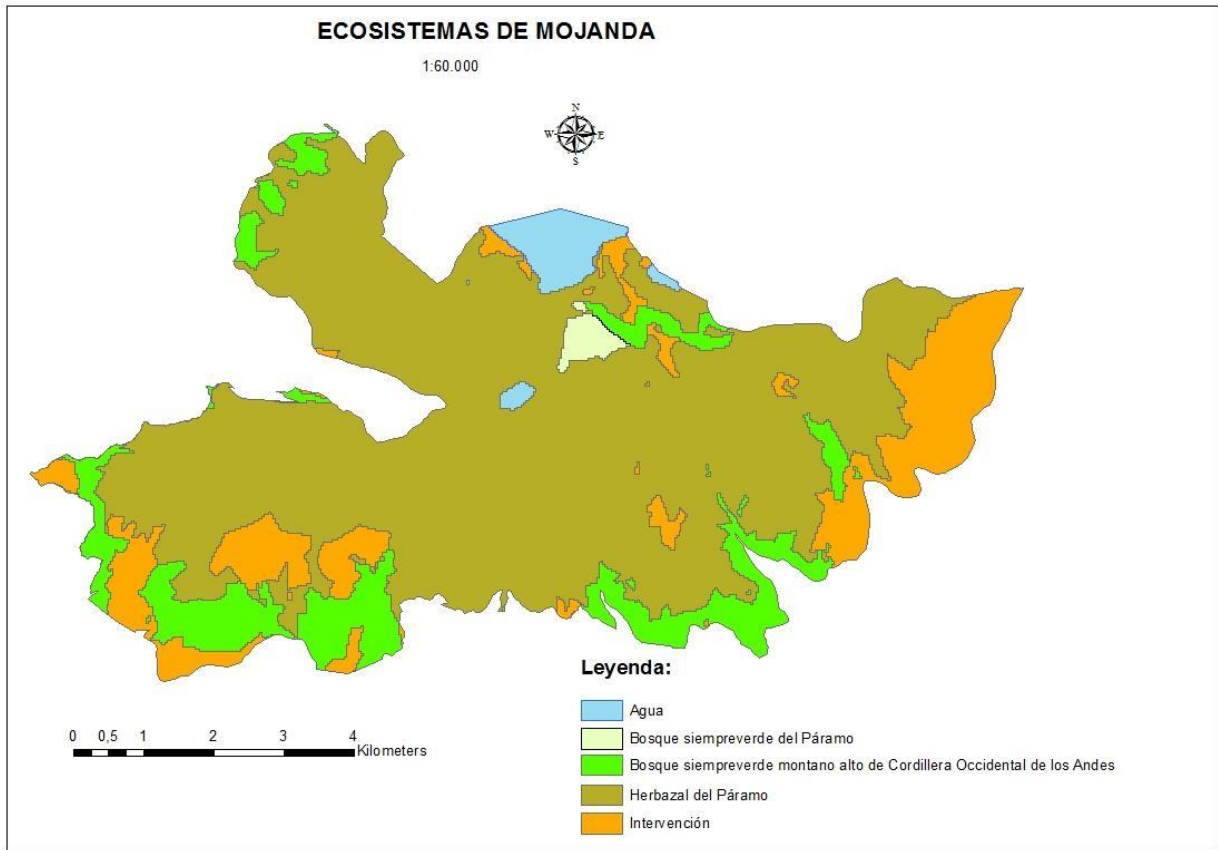 ECOSISTEMAS DE MOJANDA
1:60.000
N
W E
S
Leyenda:
Agua
Bosque siempreverde del Páramo
Bosque siempreverde montano alto de Cordillera Occidental de los Andes
Herbazal del Páramo
Intervención
0 0,5 1 2 3 4
Kilometers